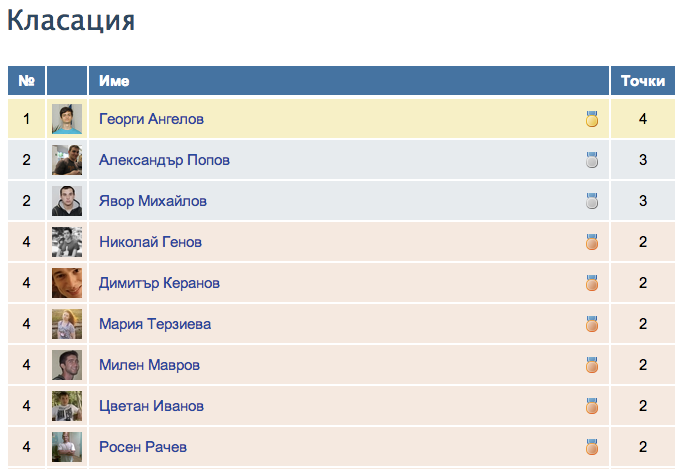 Класация
№ Име Точки
1 Георги Ангелов 4
2 Александър Попов 3
2 Явор Михайлов 3
4 Николай Генов 2
4 Димитър Керанов 2
4 Мария Терзиева 2
4 Милен Мавров 2
4 Цветан Иванов 2
4 Росен Рачев 2